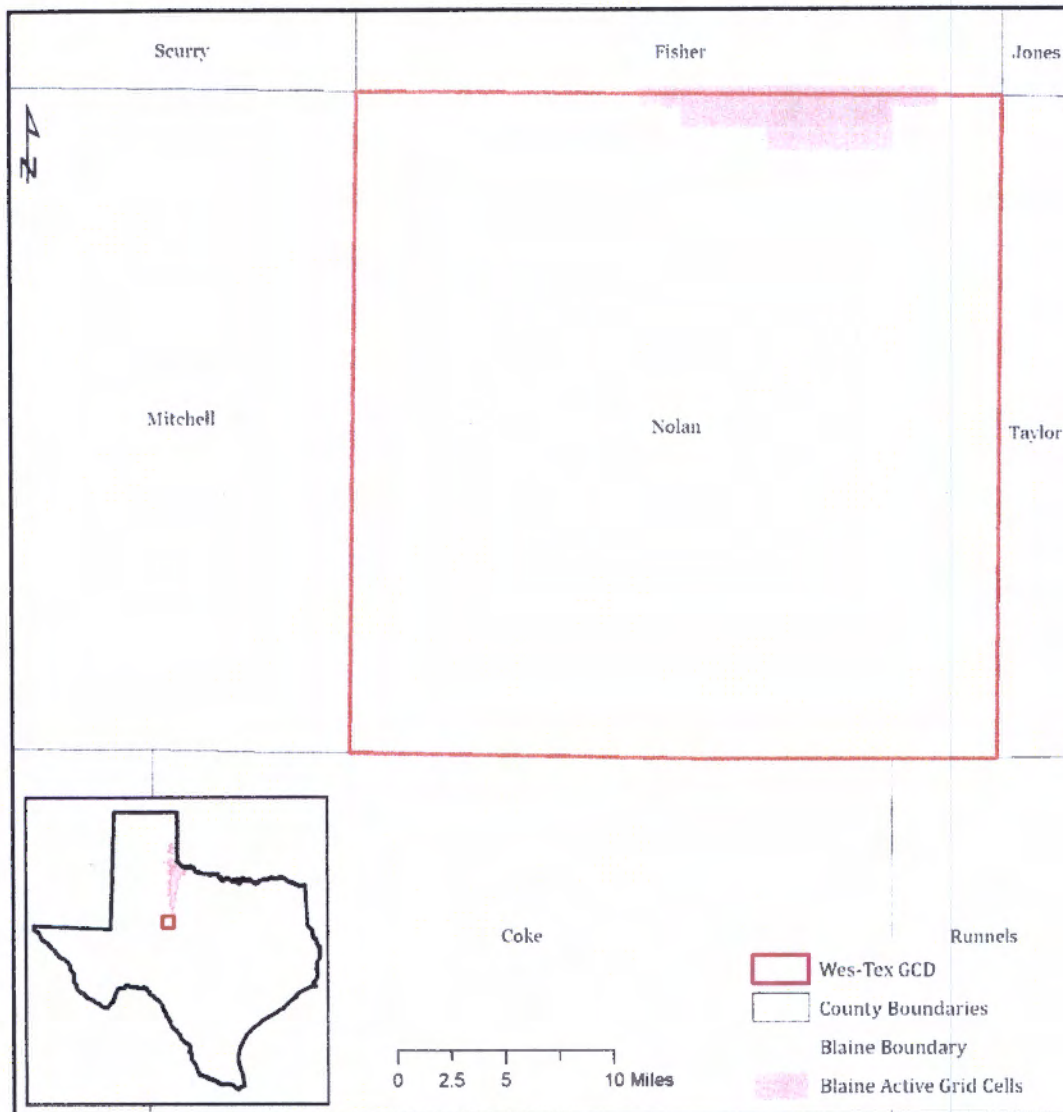 Scurry
Fisher
Jones
N
Mitchell
Nolan
Taylor
Coke
Runnels
Wes-Tex GCD
County Boundaries
Blaine Boundary
Blaine Active Grid Cells
0 2.5 5 10 Miles